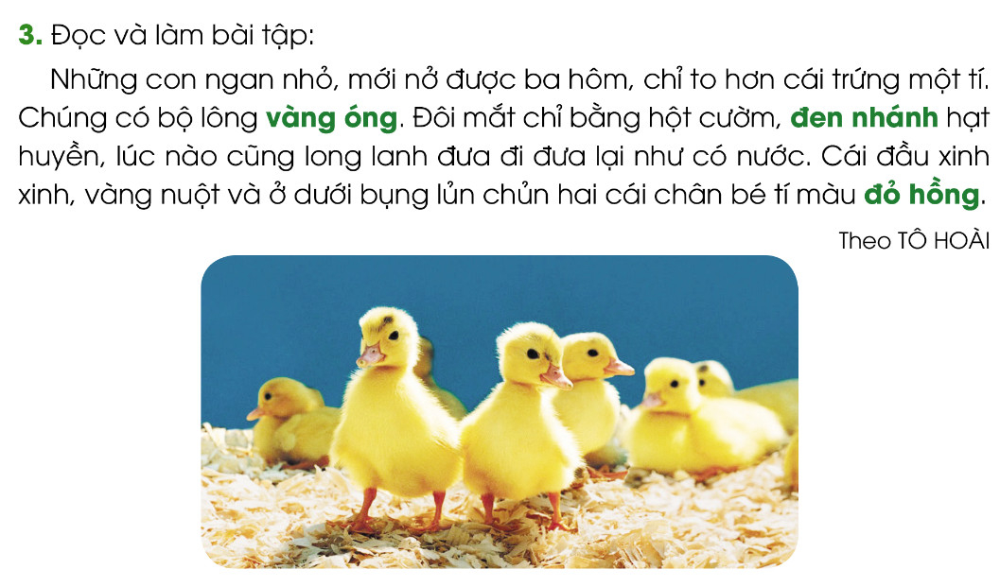 3. Đọc và làm bài tập:
Những con ngan nhỏ, mới nở được ba hôm, chỉ to hơn cái trứng một tí.
Chúng có bộ lông vàng óng. Đôi mắt chỉ bằng hột cườm, đen nhánh hạt
huyền, lúc nào cũng long lanh đưa đi đưa lại như có nước. Cái đầu xinh
xinh, vàng nuột và ở dưới bụng lủn chủn hai cái chân bé tí màu đỏ hồng.
Theo TÔ HOÀI